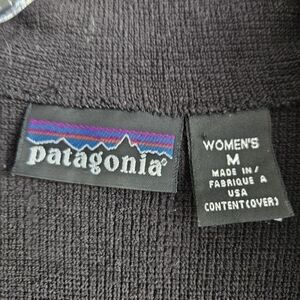 patagonia®
WOMEN'S
M
MADE IN/
FABRIQUE A
USA
CONTENT(OVER)